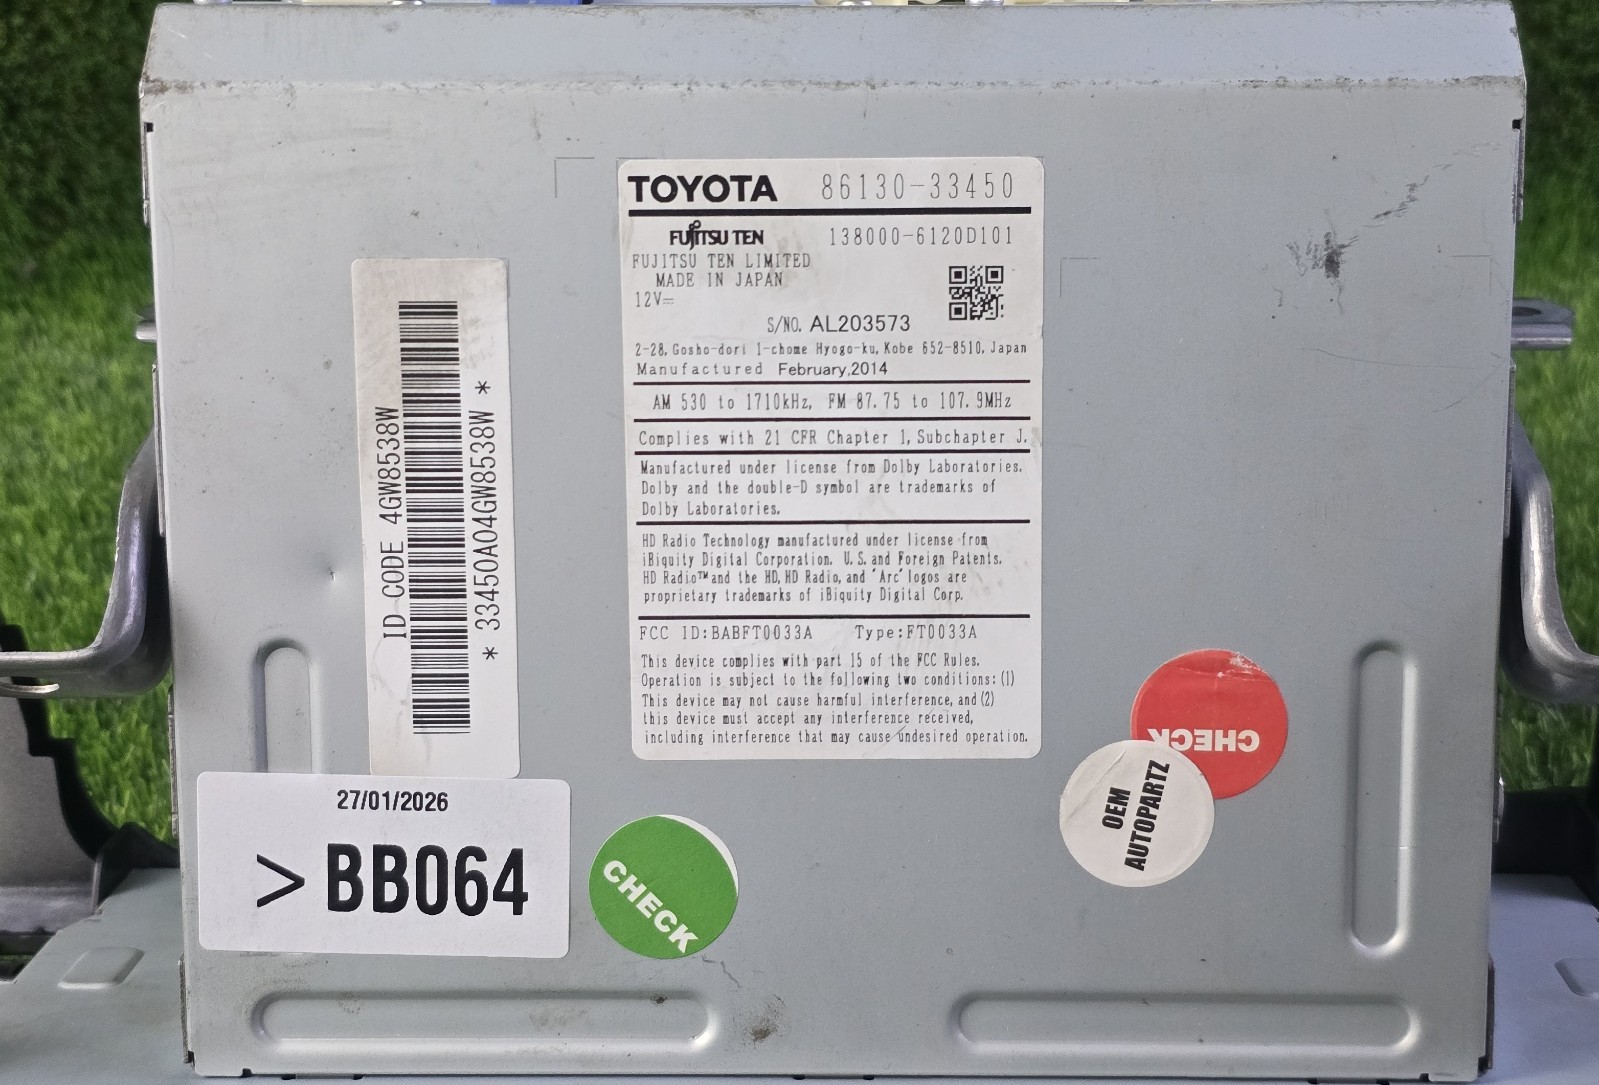 TOYOTA 86130-33450
FUJITSU TEN 138000-6120D101
FUJITSU TEN LIMITED
MADE IN JAPAN
12V⎓
S/NO. AL203573
2-28, Gosho-dori 1-chome Hyogo-ku, Kobe 652-8510, Japan
Manufactured February,2014
AM 530 to 1710kHz, FM 87.75 to 107.9MHz
Complies with 21 CFR Chapter 1, Subchapter J.
Manufactured under license from Dolby Laboratories.
Dolby and the double-D symbol are trademarks of
Dolby Laboratories.
HD Radio Technology manufactured under license from
iBiquity Digital Corporation. U.S. and Foreign Patents.
HD Radio™ and the HD, HD Radio, and 'Arc' logos are
proprietary trademarks of iBiquity Digital Corp.
FCC ID:BABFT0033A Type:FT0033A
This device complies with part 15 of the FCC Rules.
Operation is subject to the following two conditions: (1)
This device may not cause harmful interference, and (2)
this device must accept any interference received,
including interference that may cause undesired operation.
ID CODE 4GW8538W
* 33450A04GW8538W *
27/01/2026
> BB064
CHECK
CHECK
OEM
AUTOPARTZ